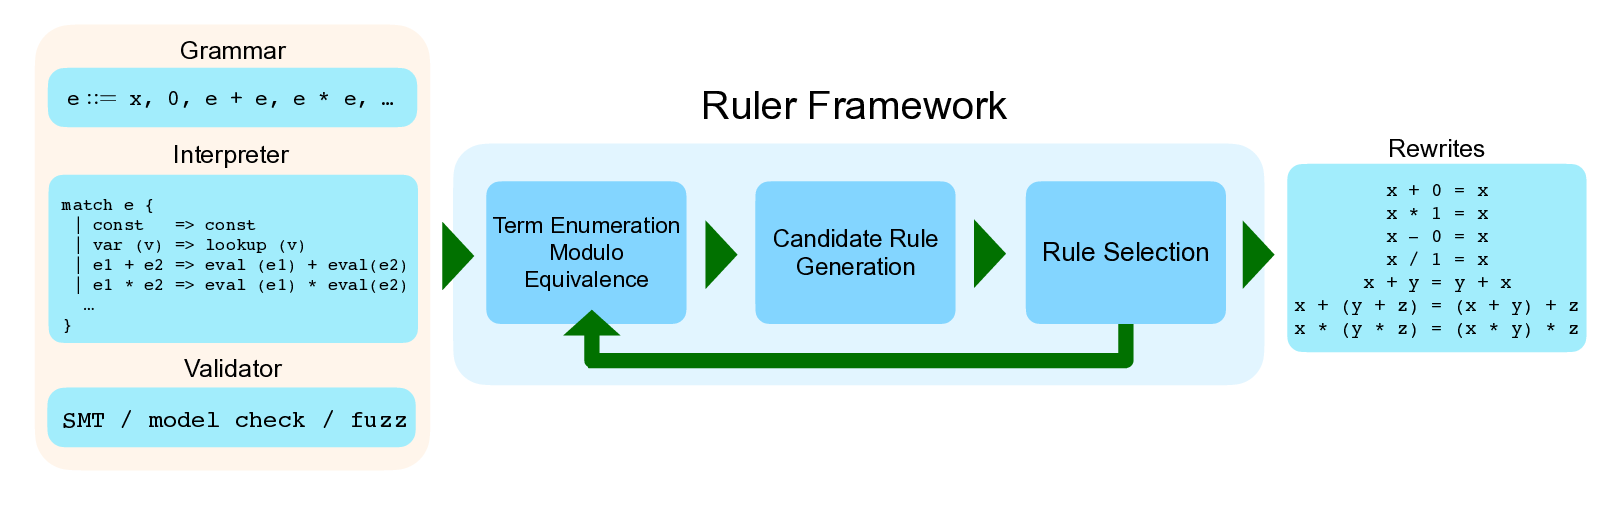 Grammar
e ::= x, 0, e + e, e * e, …
Interpreter
match e {
| const => const
| var (v) => lookup (v)
| e1 + e2 => eval (e1) + eval(e2)
| e1 * e2 => eval (e1) * eval(e2)
…
}
Validator
SMT / model check / fuzz
Ruler Framework
Term Enumeration
Modulo
Equivalence
Candidate Rule
Generation
Rule Selection
Rewrites
x + 0 = x
x * 1 = x
x – 0 = x
x / 1 = x
x + y = y + x
x + (y + z) = (x + y) + z
x * (y * z) = (x * y) * z